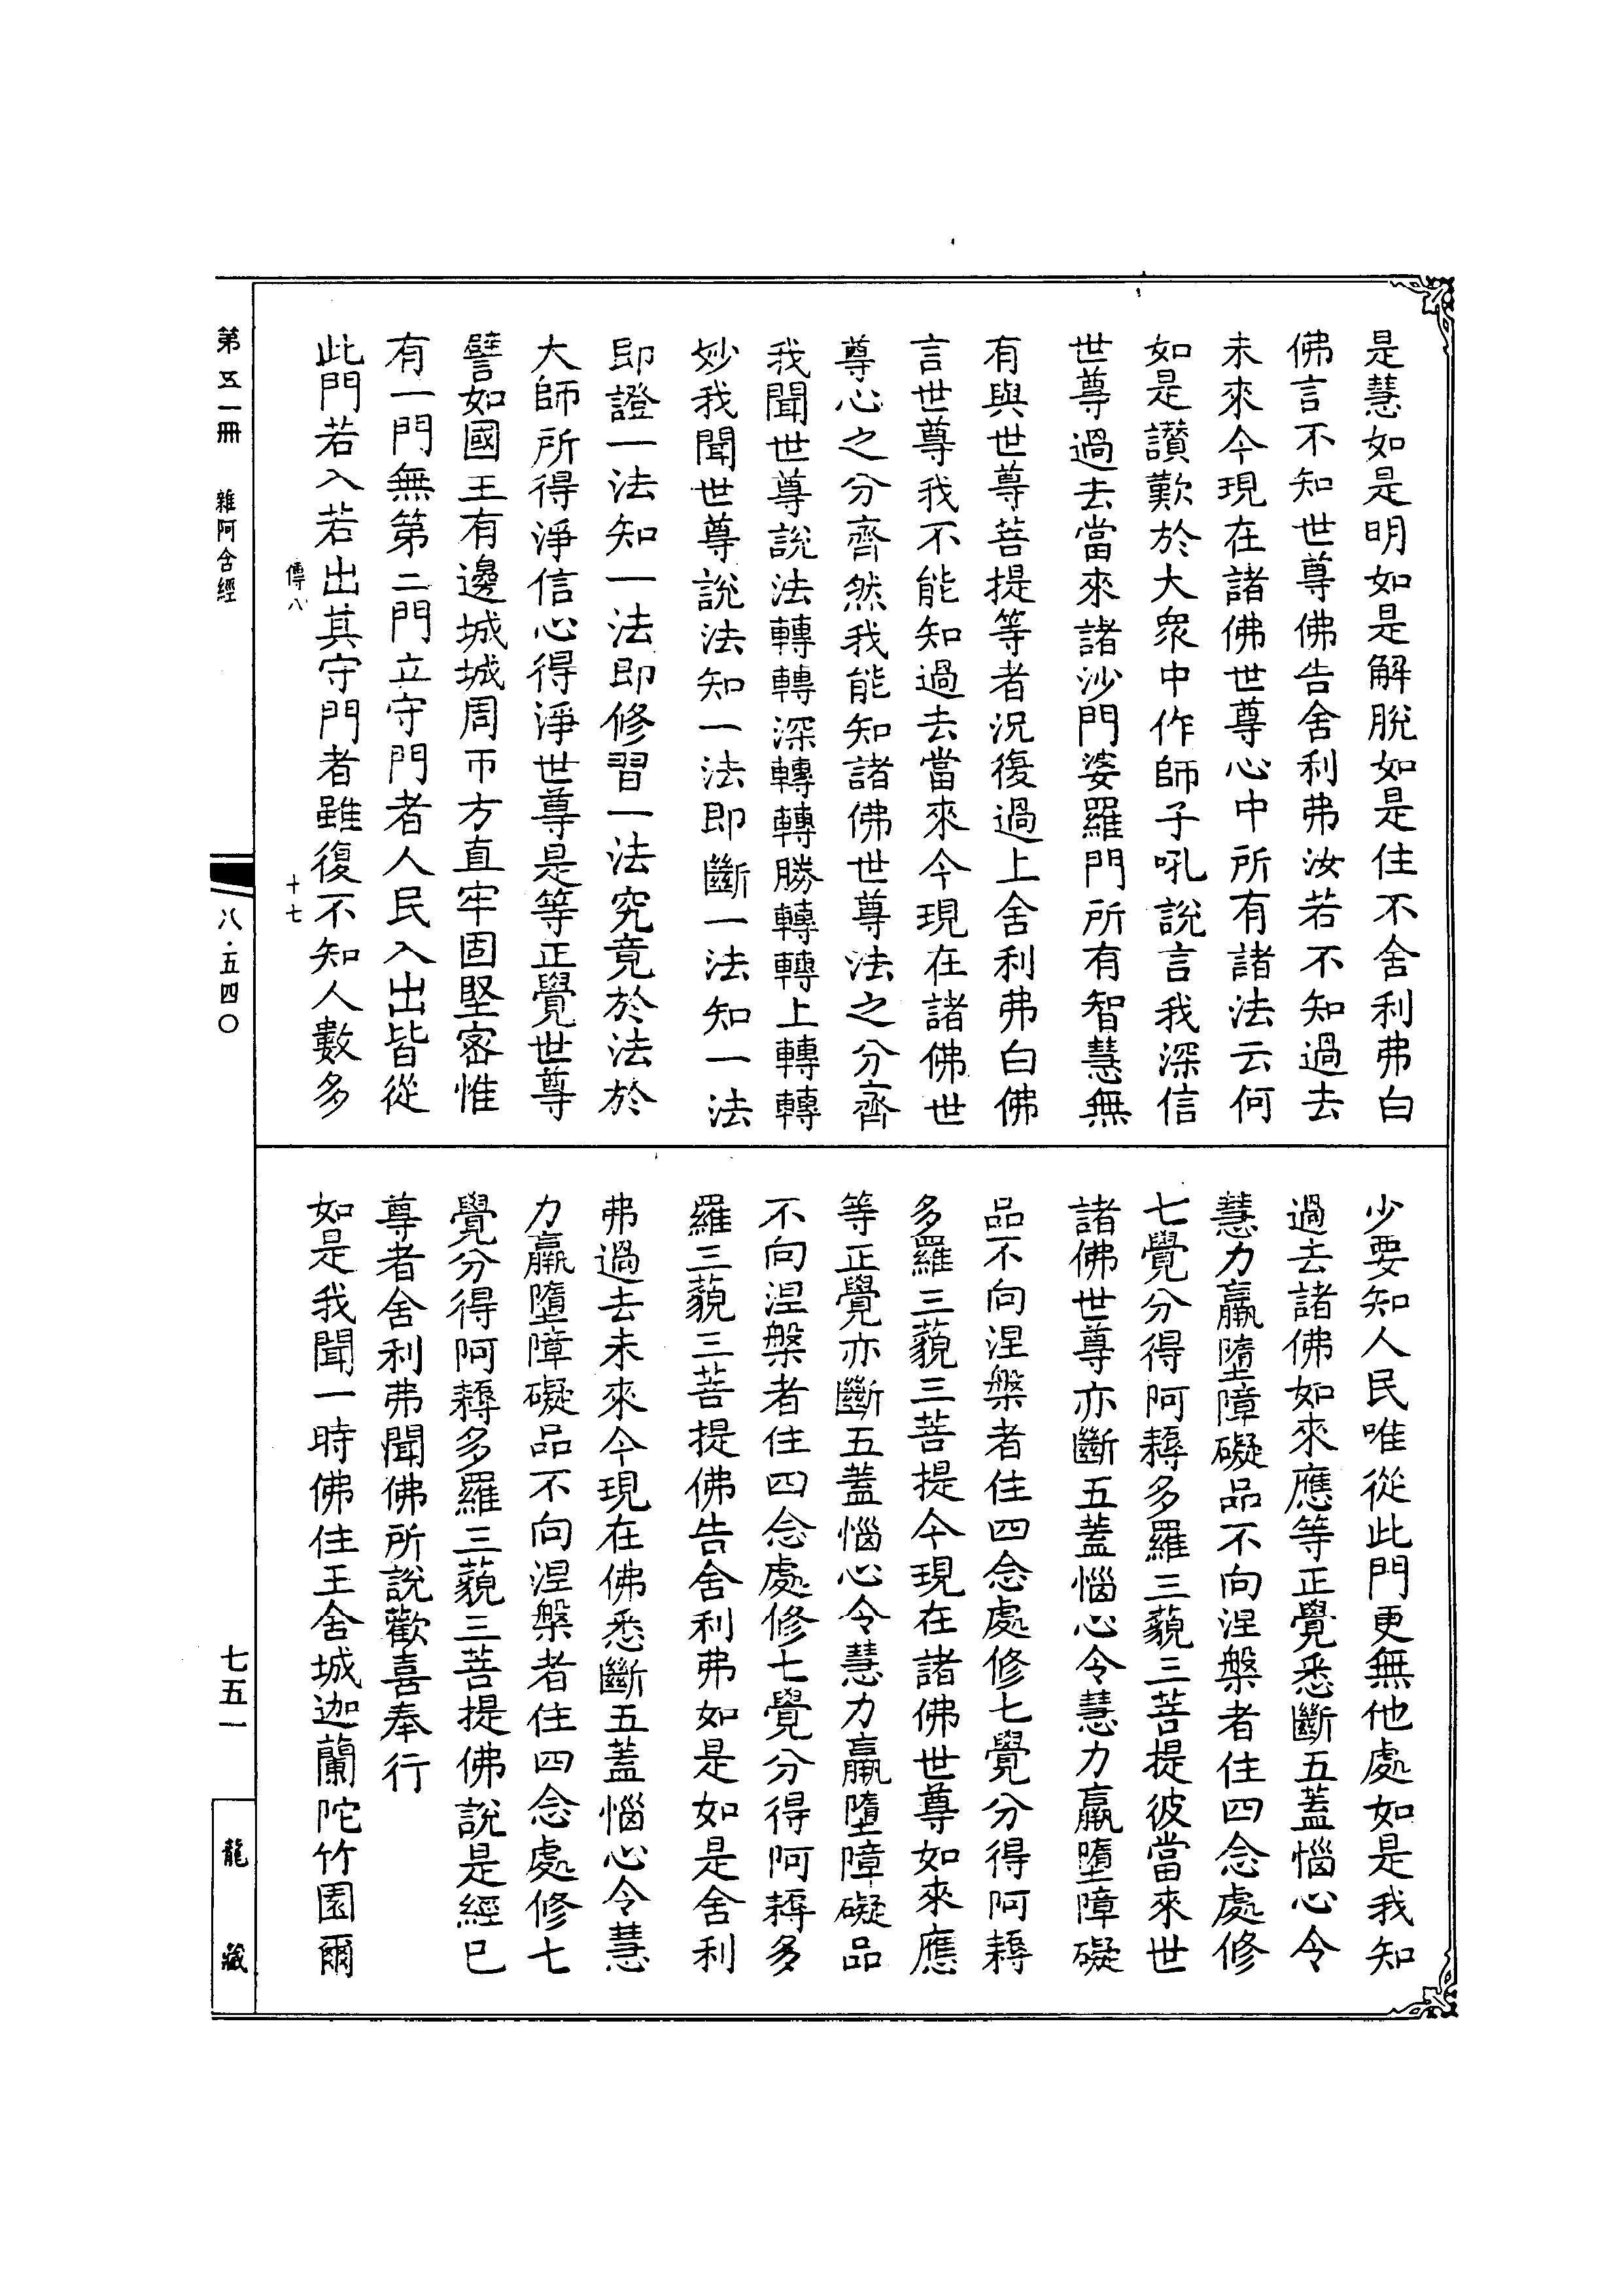 是慧如是明如是解脫如是住不舍利弗白
佛言不知世尊佛告舍利弗汝若不知過去
未來今現在諸佛世尊心中所有諸法云何
如是讚歎於大衆中作師子吼說言我深信
世尊過去當來諸沙門婆羅門所有智慧無
有與世尊菩提等者況復過上舍利弗白佛
言世尊我不能知過去當來今現在諸佛世
尊心之分齊然我能知諸佛世尊法之分齊
我聞世尊說法轉轉深轉轉勝轉轉上轉轉
妙我聞世尊說法知一法即斷一法知一法
即證一法知一法即修習一法究竟於法於
大師所得淨信心得淨世尊是等正覺世尊
譬如國王有邊城城周帀方直牢固堅密惟
有一門無第二門立守門者人民入出皆從
此門若入若出其守門者雖復不知人數多
傳八
十七
少要知人民唯從此門更無他處如是我知
過去諸佛如來應等正覺悉斷五蓋惱心令
慧力羸墮障礙品不向涅槃者住四念處修
七覺分得阿耨多羅三藐三菩提彼當來世
諸佛世尊亦斷五蓋惱心令慧力羸墮障礙
品不向涅槃者住四念處修七覺分得阿耨
多羅三藐三菩提今現在諸佛世尊如來應
等正覺亦斷五蓋惱心令慧力羸墮障礙品
不向涅槃者住四念處修七覺分得阿耨多
羅三藐三菩提佛告舍利弗如是如是舍利
弗過去未來今現在佛悉斷五蓋惱心令慧
力羸墮障礙品不向涅槃者住四念處修七
覺分得阿耨多羅三藐三菩提佛說是經已
尊者舍利弗聞佛所說歡喜奉行
如是我聞一時佛住王舍城迦蘭陀竹園爾
第五一冊 雜阿含經
八·五四〇
七五一
龍藏